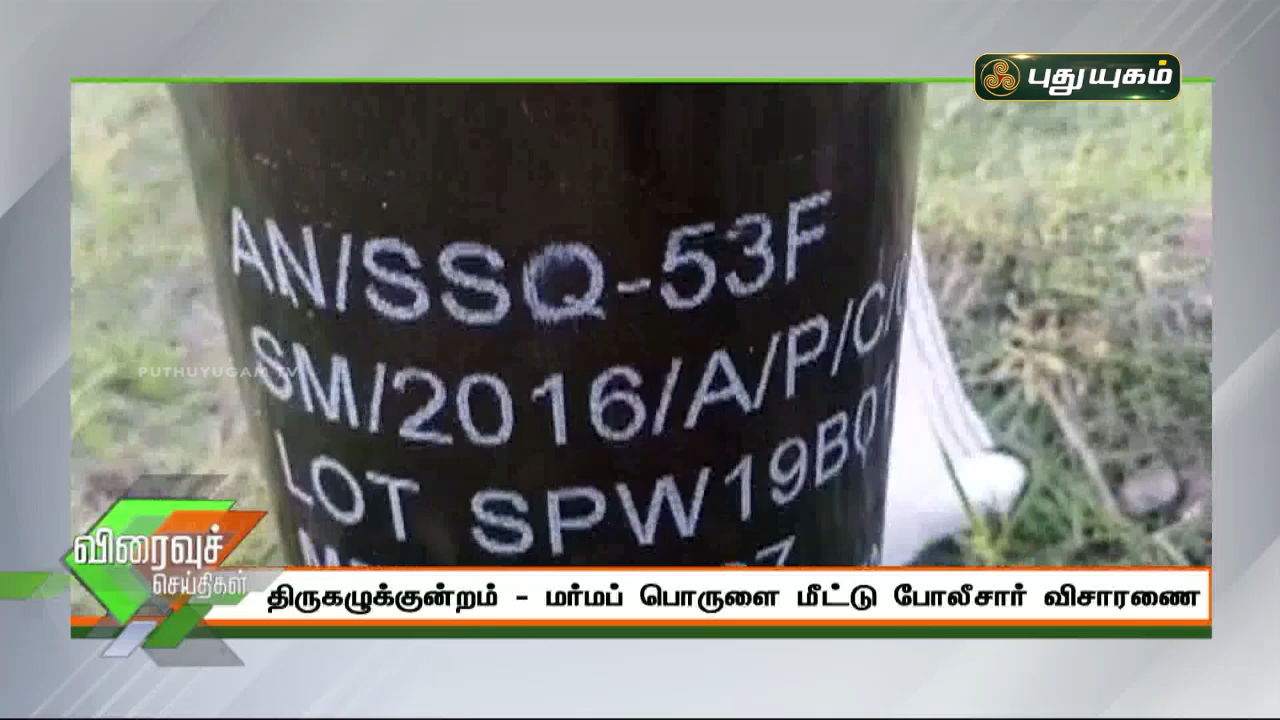 புதுயுகம்
AN/SSQ-53F
SM/2016/A/P/C/
LOT SPW19B01
PUTHUYUGAM TV
விரைவுச்
செய்திகள்
திருகழுக்குன்றம் - மர்மப் பொருளை மீட்டு போலீசார் விசாரணை